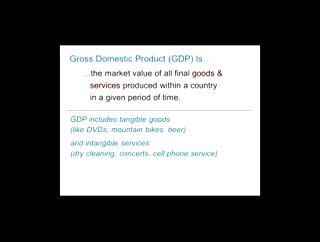 Gross Domestic Product (GDP) Is…
…the market value of all final goods &
services produced within a country
in a given period of time.
GDP includes tangible goods
(like DVDs, mountain bikes, beer)
and intangible services
(dry cleaning, concerts, cell phone service)